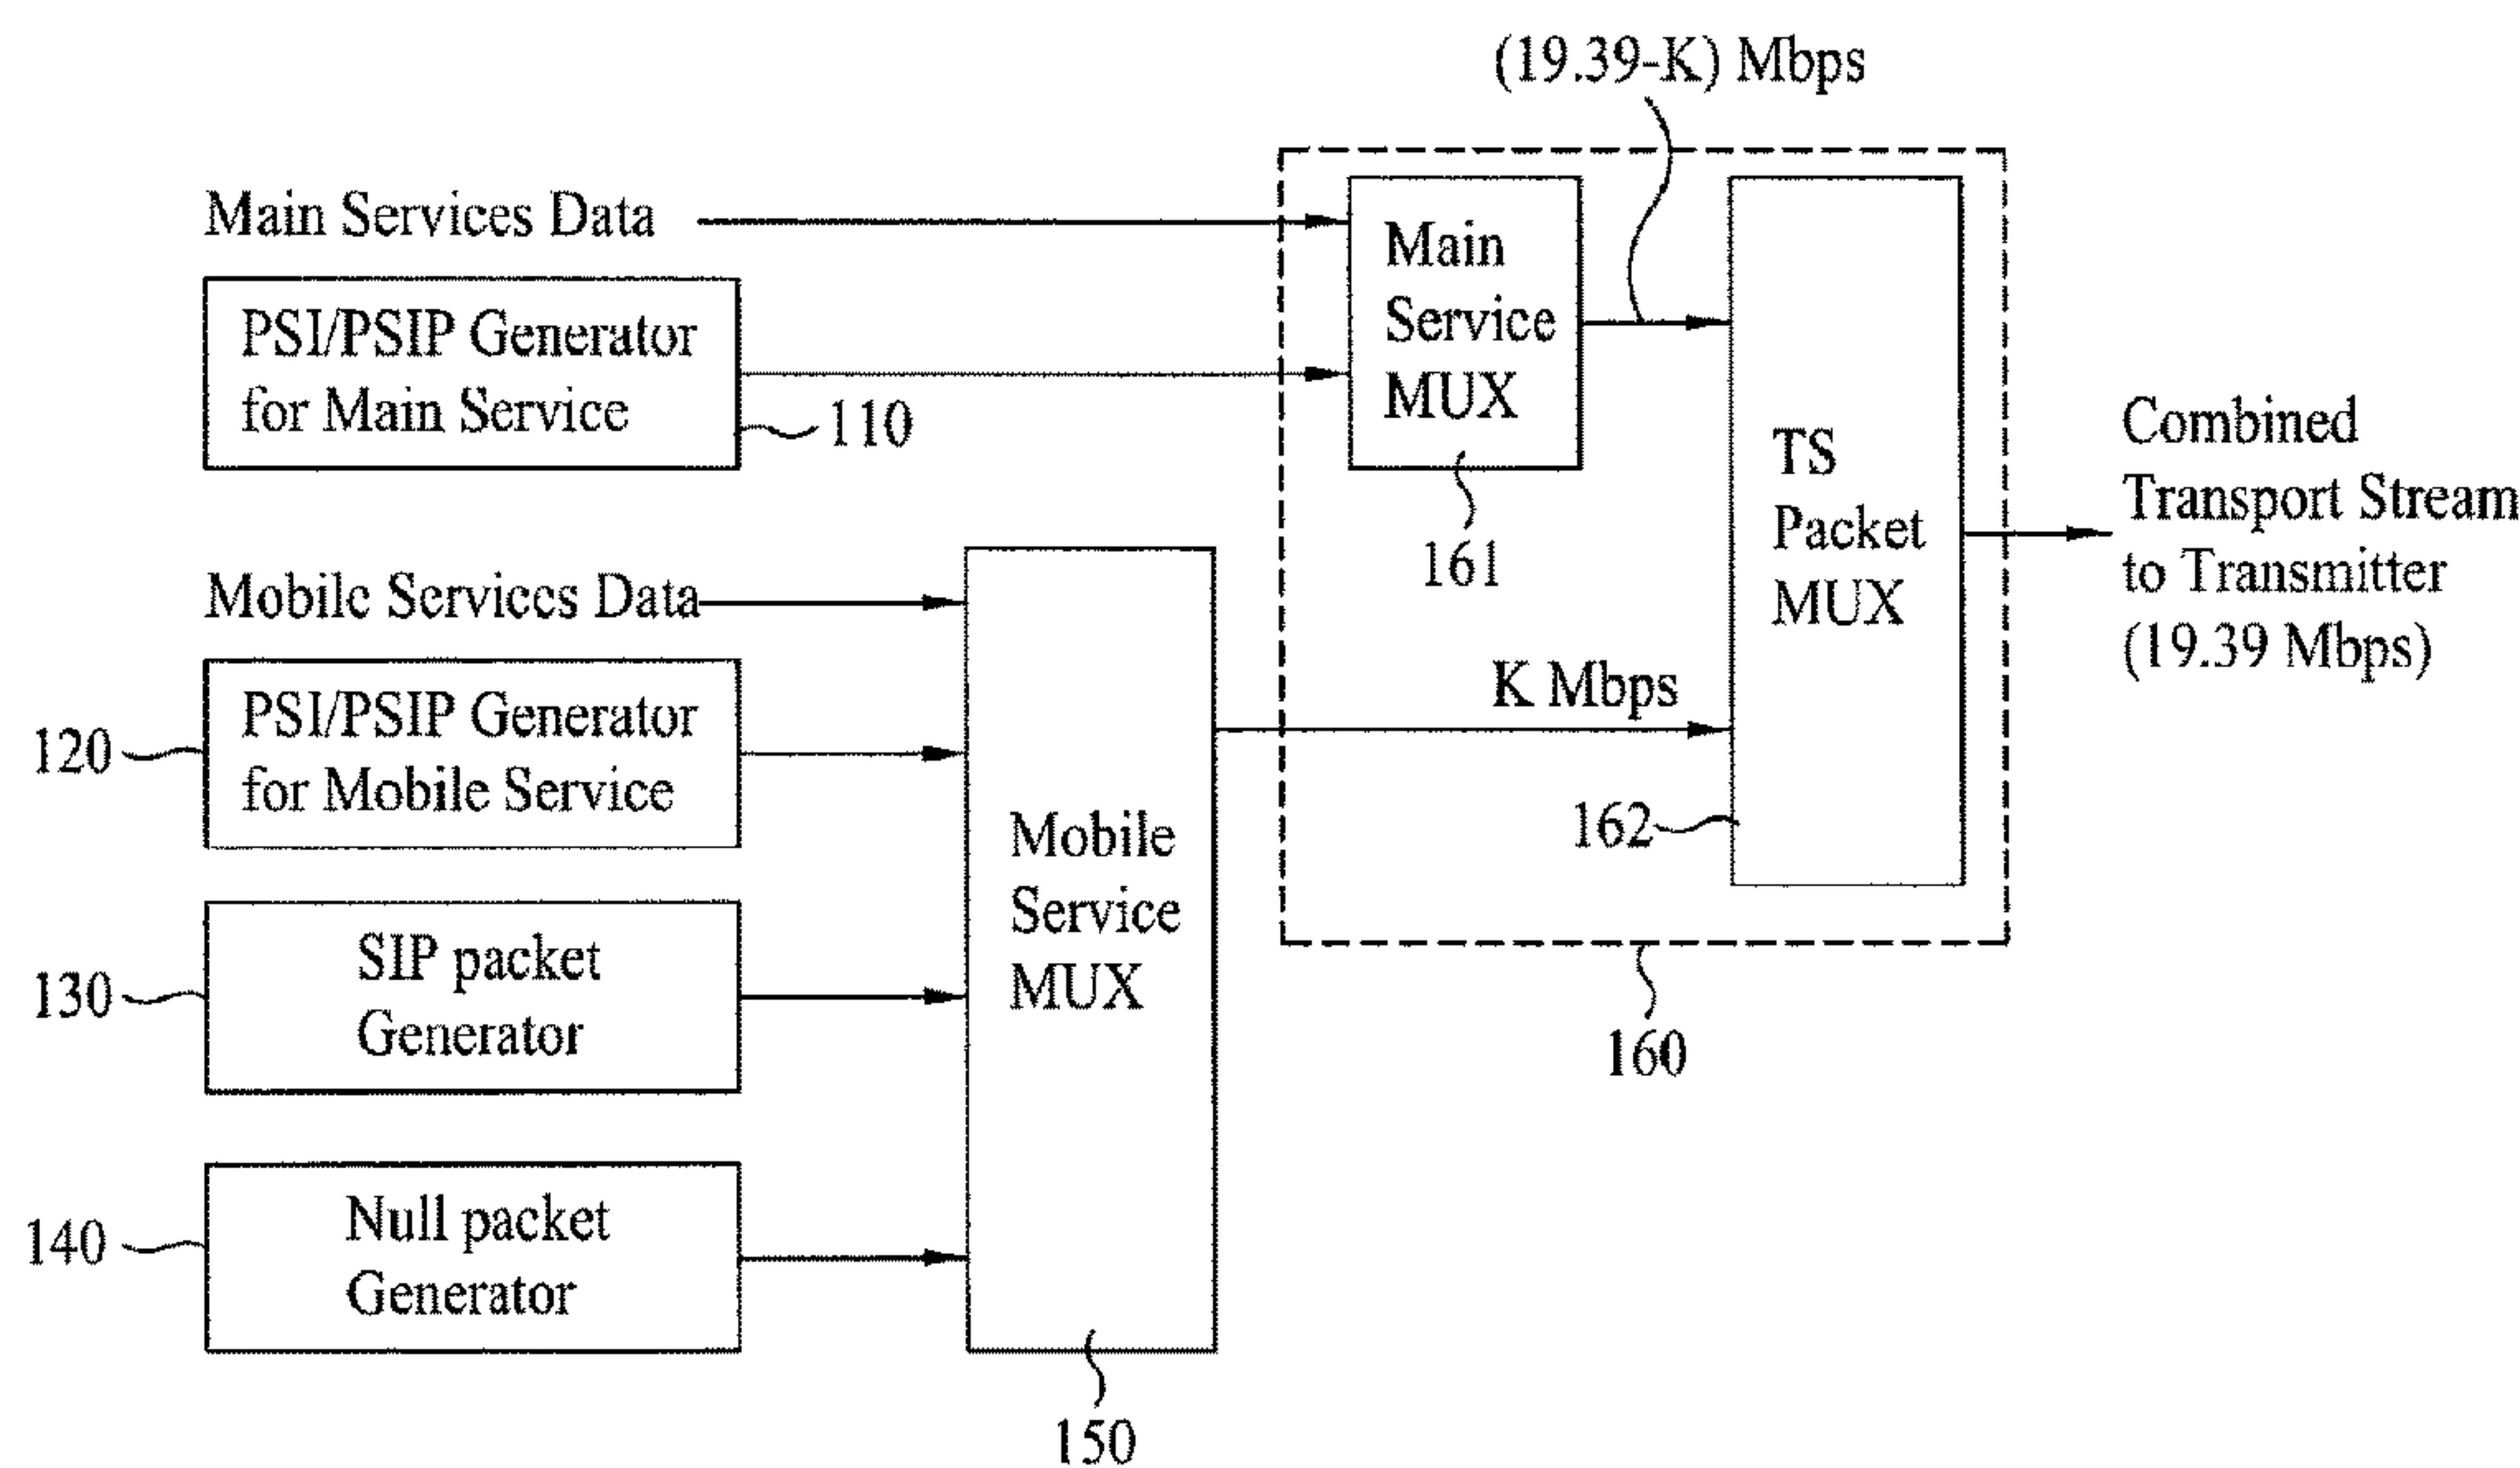 (19.39-K) Mbps
Main Services Data
PSI/PSIP Generator
for Main Service
110
Main
Service
MUX
161
TS
Packet
MUX
162
Combined
Transport Stream
to Transmitter
(19.39 Mbps)
Mobile Services Data
120
PSI/PSIP Generator
for Mobile Service
K Mbps
130
SIP packet
Generator
Mobile
Service
MUX
160
140
Null packet
Generator
150